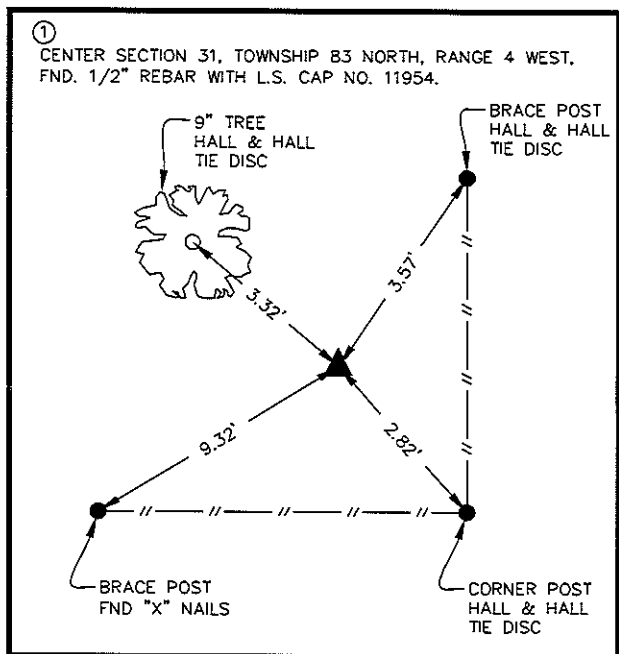 ①
CENTER SECTION 31, TOWNSHIP 83 NORTH, RANGE 4 WEST,
FND. 1/2" REBAR WITH L.S. CAP NO. 11954.
9" TREE
HALL & HALL
TIE DISC
BRACE POST
HALL & HALL
TIE DISC
3.32'
3.57'
9.32'
2.82'
BRACE POST
FND "X" NAILS
CORNER POST
HALL & HALL
TIE DISC